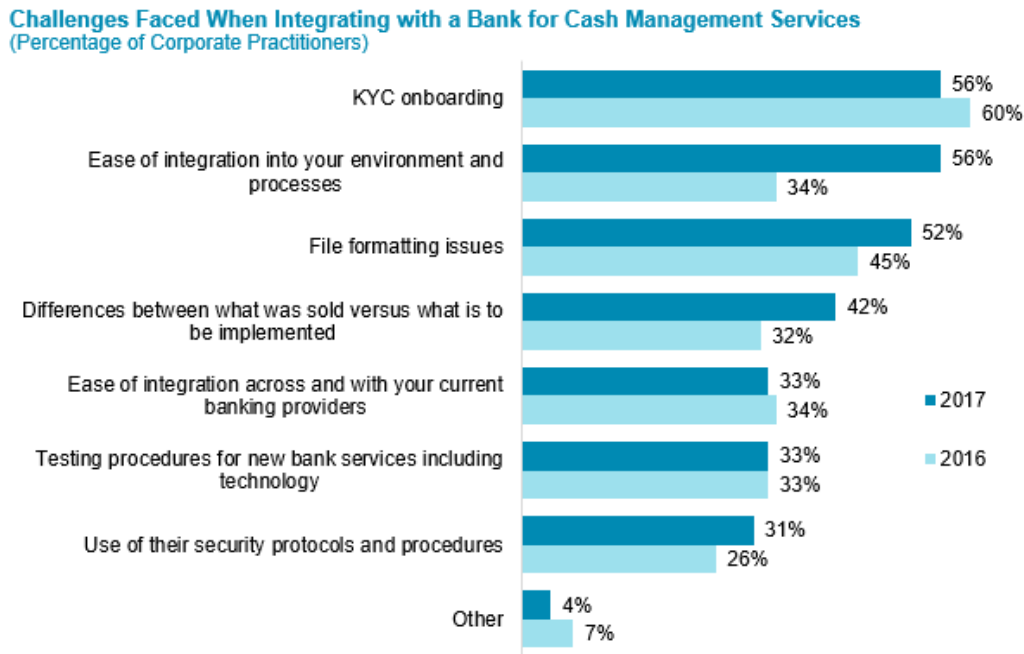 Challenges Faced When Integrating with a Bank for Cash Management Services
(Percentage of Corporate Practitioners)
KYC onboarding
56%
60%
Ease of integration into your environment and
processes
56%
34%
File formatting issues
52%
45%
Differences between what was sold versus what is to
be implemented
42%
32%
Ease of integration across and with your current
banking providers
33%
34%
Testing procedures for new bank services including
technology
33%
33%
Use of their security protocols and procedures
31%
26%
Other
4%
7%
2017
2016